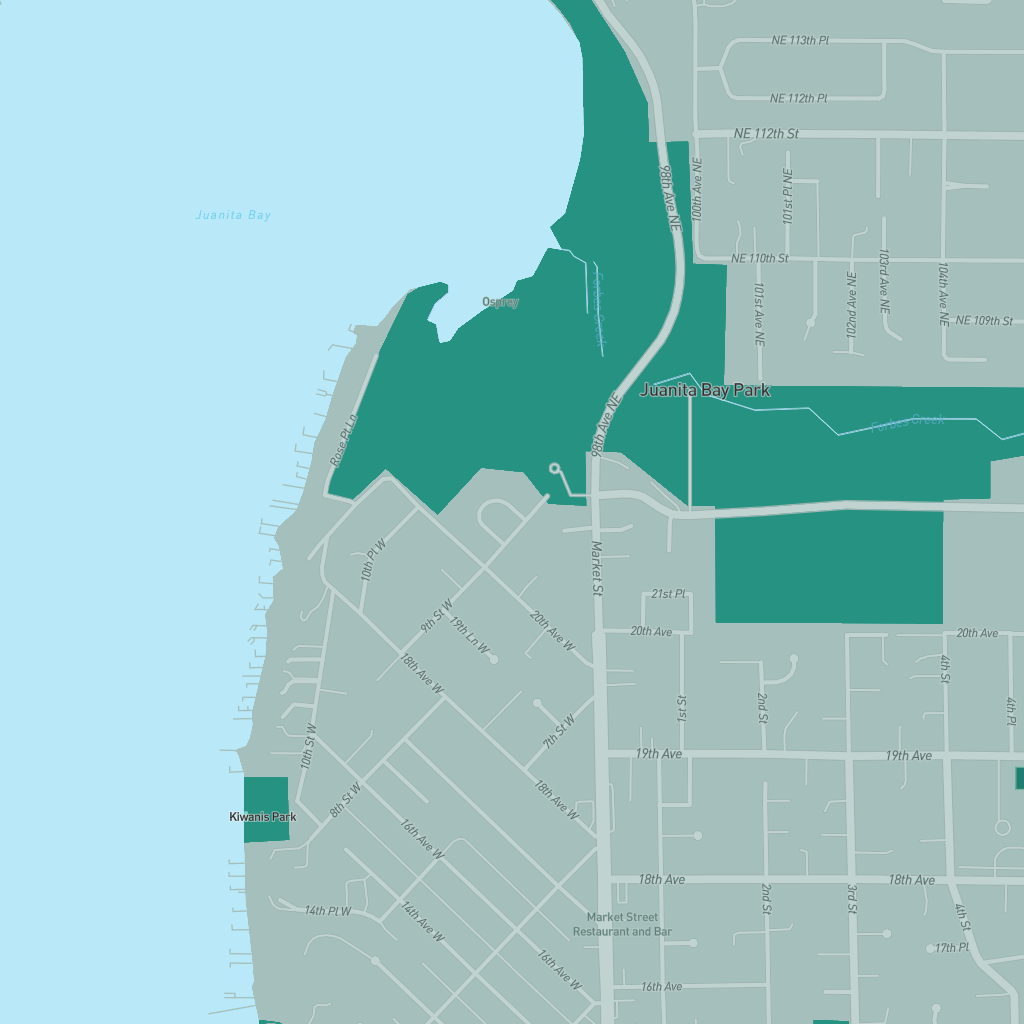 NE 113th Pl
NE 112th Pl
NE 112th St
98th Ave NE
100th Ave NE
101st Pl NE
Juanita Bay
NE 110th St
103rd Ave NE
104th Ave NE
102nd Ave NE
101st Ave NE
Osprey
Forbes Creek
NE 109th St
Juanita Bay Park
98th Ave NE
Forbes Creek
Rose Pt Ln
10th Pl W
Market St
21st Pl
9th St W
19th Ln W
20th Ave W
20th Ave
20th Ave
18th Ave W
4th St
4th Pl
1st St
2nd St
7th St W
10th St W
19th Ave
19th Ave
8th St W
18th Ave W
Kiwanis Park
16th Ave W
18th Ave
18th Ave
2nd St
3rd St
4th St
14th Pl W
14th Ave W
Market Street
Restaurant and Bar
17th Pl
16th Ave W
16th Ave